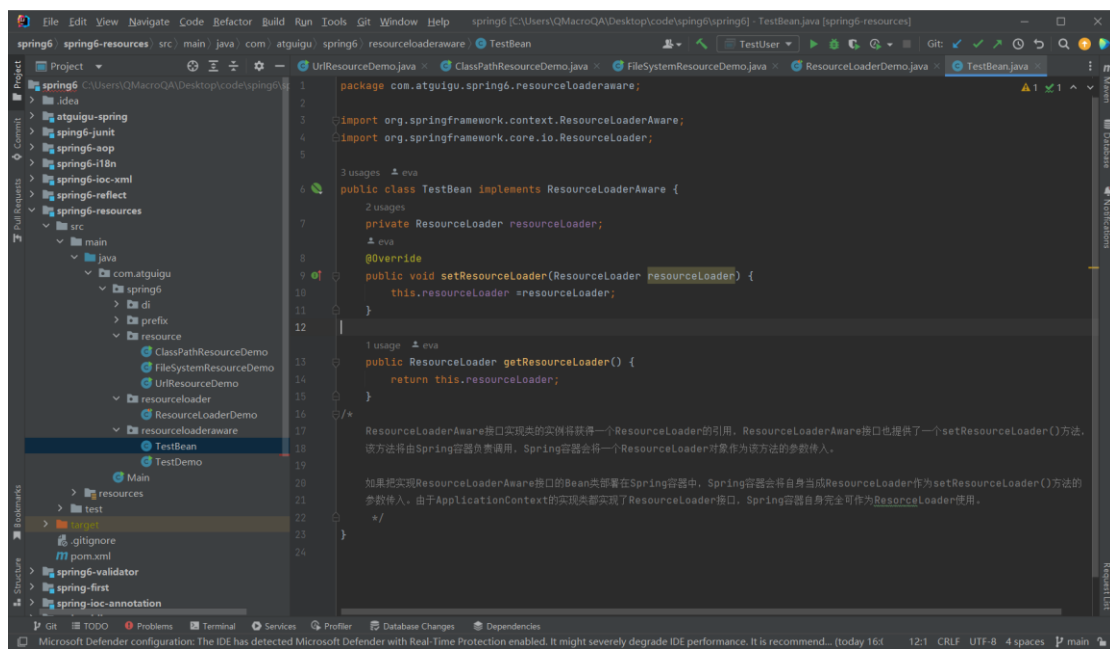 File Edit View Navigate Code Refactor Build Run Tools Git Window Help spring6 [C:\Users\QMacroQA\Desktop\code\sping6\spring6] - TestBean.java [spring6-resources]
spring6 spring6-resources src main java com atguigu spring6 resourceloaderaware TestBean TestUser Git:
Project
UrlResourceDemo.java ClassPathResourceDemo.java FileSystemResourceDemo.java ResourceLoaderDemo.java TestBean.java
spring6 C:\Users\QMacroQA\Desktop\code\sping6\
.idea
atguigu-spring
sping6-junit
spring6-aop
spring6-i18n
spring6-ioc-xml
spring6-reflect
spring6-resources
src
main
java
com.atguigu
spring6
di
prefix
resource
ClassPathResourceDemo
FileSystemResourceDemo
UrlResourceDemo
resourceloader
ResourceLoaderDemo
resourceloaderaware
TestBean
TestDemo
Main
resources
test
target
.gitignore
pom.xml
spring6-validator
spring-first
spring-ioc-annotation
1 package com.atguigu.spring6.resourceloaderaware;
2
3 import org.springframework.context.ResourceLoaderAware;
4 import org.springframework.core.io.ResourceLoader;
5
3 usages eva
6 public class TestBean implements ResourceLoaderAware {
2 usages
7 private ResourceLoader resourceLoader;
eva
8 @Override
9 public void setResourceLoader(ResourceLoader resourceLoader) {
10 this.resourceLoader =resourceLoader;
11 }
12
1 usage eva
13 public ResourceLoader getResourceLoader() {
14 return this.resourceLoader;
15 }
16 /*
17 ResourceLoaderAware接口实现类的实例将获得一个ResourceLoader的引用，ResourceLoaderAware接口也提供了一个setResourceLoader()方法，
18 该方法将由Spring容器负责调用，Spring容器会将一个ResourceLoader对象作为该方法的参数传入。
19
20 如果把实现ResourceLoaderAware接口的Bean类部署在Spring容器中，Spring容器会将自身当成ResourceLoader作为setResourceLoader()方法的
21 参数传入。由于ApplicationContext的实现类都实现了ResourceLoader接口，Spring容器自身完全可作为ResorceLoader使用。
22 */
23 }
24
1 1
Project
Commit
Pull Requests
Bookmarks
Structure
Maven
Database
Notifications
Request List
Git TODO Problems Terminal Services Profiler Database Changes Dependencies
Microsoft Defender configuration: The IDE has detected Microsoft Defender with Real-Time Protection enabled. It might severely degrade IDE performance. It is recommend... (today 16:( 12:1 CRLF UTF-8 4 spaces main